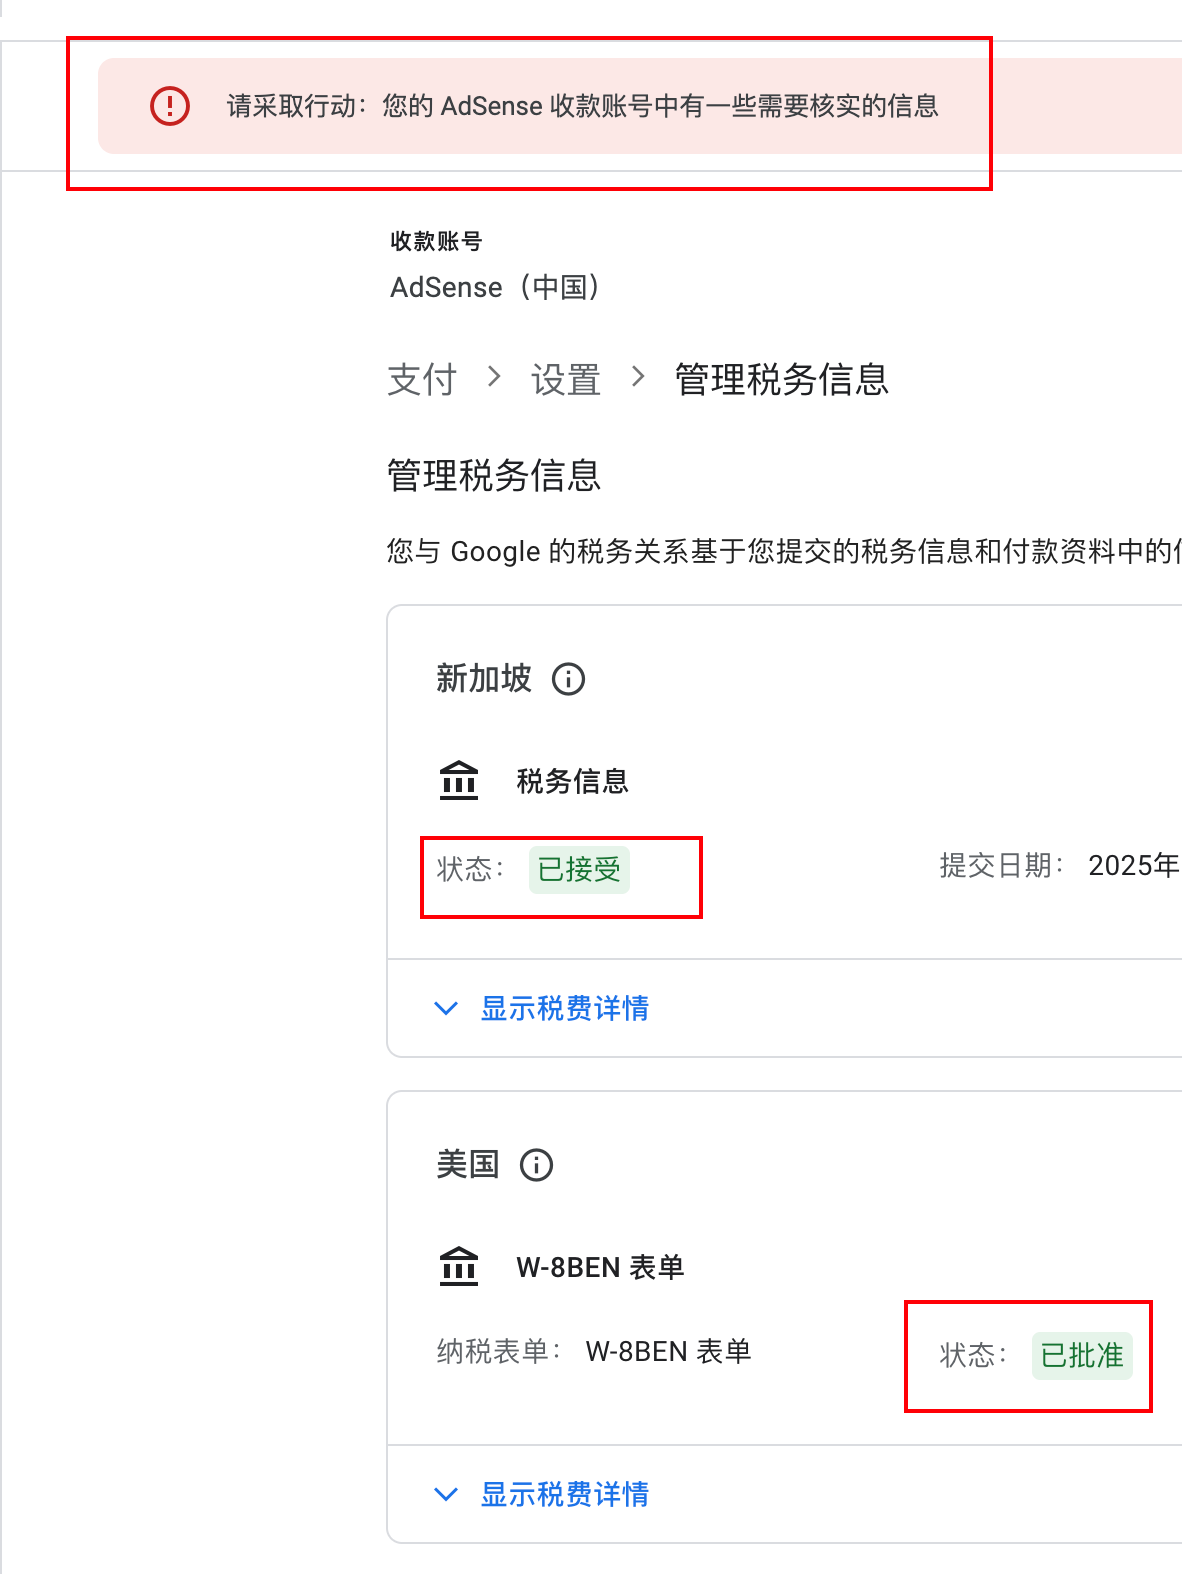 请采取行动：您的 AdSense 收款账号中有一些需要核实的信息
收款账号
AdSense（中国）
支付 > 设置 > 管理税务信息
管理税务信息
您与 Google 的税务关系基于您提交的税务信息和付款资料中的
新加坡
税务信息
状态： 已接受 提交日期： 2025年
显示税费详情
美国
W-8BEN 表单
纳税表单： W-8BEN 表单 状态： 已批准
显示税费详情